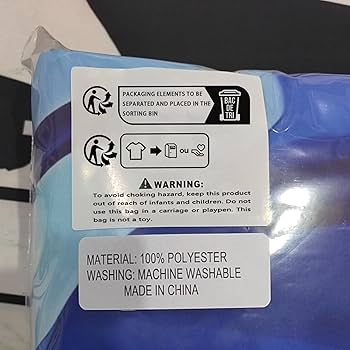 PACKAGING ELEMENTS TO BE
SEPARATED AND PLACED IN THE
SORTING BIN
BAC
DE
TRI
ou
WARNING:
To avoid choking hazard, keep this product
out of reach of infants and children. Do not
use this bag in a carriage or playpen. This
bag is not a toy.
MATERIAL: 100% POLYESTER
WASHING: MACHINE WASHABLE
MADE IN CHINA